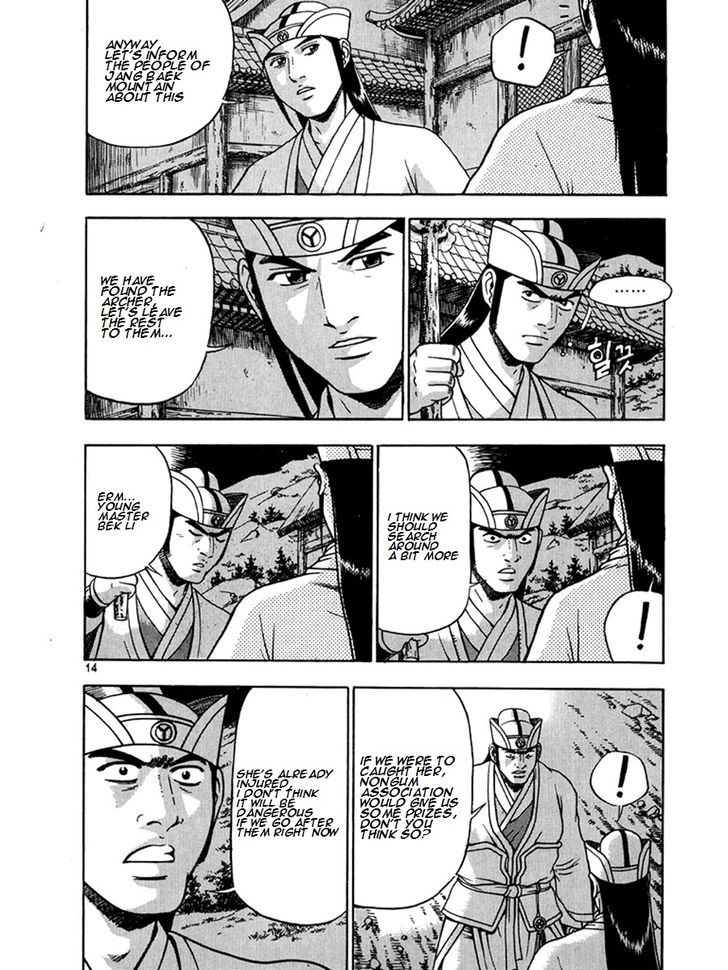 ANYWAY,
LET'S INFORM
THE PEOPLE OF
JANG BAEK
MOUNTAIN
ABOUT THIS
!
WE HAVE
FOUND THE
ARCHER,
LET'S LEAVE
THE REST
TO THEM...
......
힐끗
ERM...
YOUNG
MASTER
BEK LI
I THINK WE
SHOULD
SEARCH
AROUND
A BIT MORE
!
14
SHE'S ALREADY
INJURED,
I DON'T THINK
IT WILL BE
DANGEROUS
IF WE GO AFTER
THEM RIGHT NOW
IF WE WERE TO
CAUGHT HER,
NONGUM
ASSOCIATION
WOULD GIVE US
SOME PRIZES,
DON'T YOU
THINK SO?
!